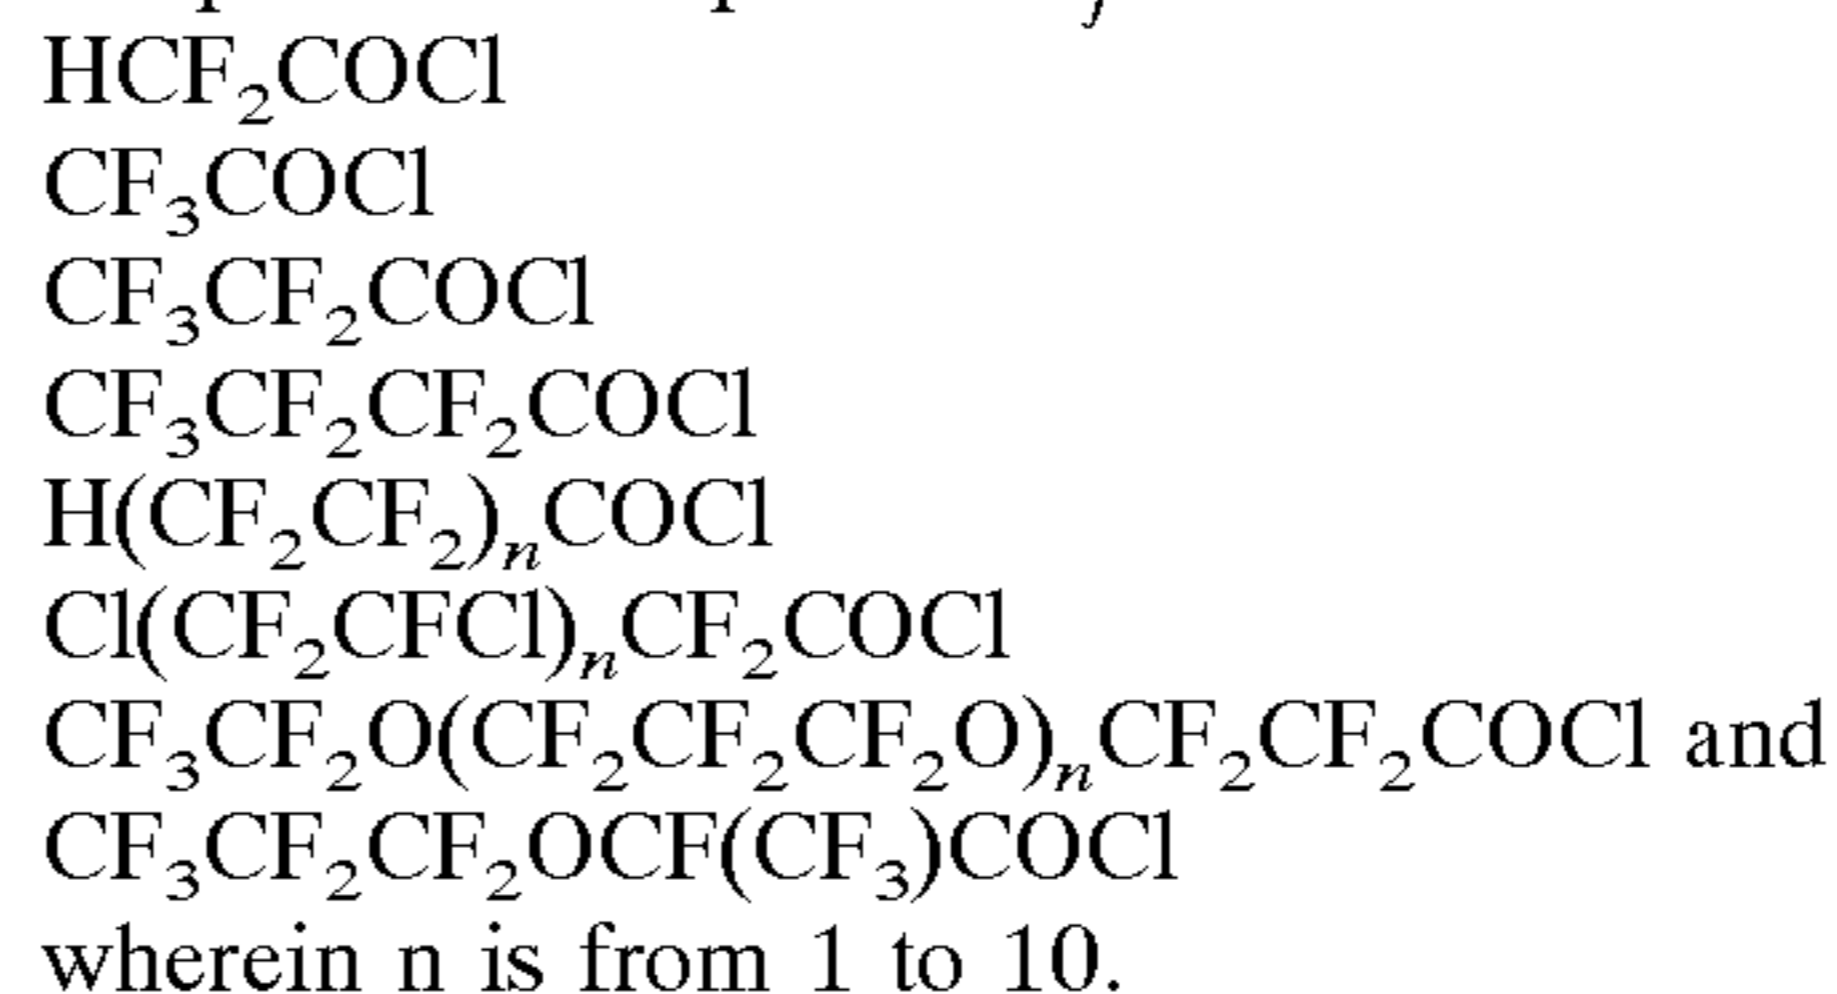 HCF₂COCl
CF₃COCl
CF₃CF₂COCl
CF₃CF₂CF₂COCl
H(CF₂CF₂)ₙCOCl
Cl(CF₂CFCl)ₙCF₂COCl
CF₃CF₂O(CF₂CF₂CF₂O)ₙCF₂CF₂COCl and
CF₃CF₂CF₂OCF(CF₃)COCl
wherein n is from 1 to 10.